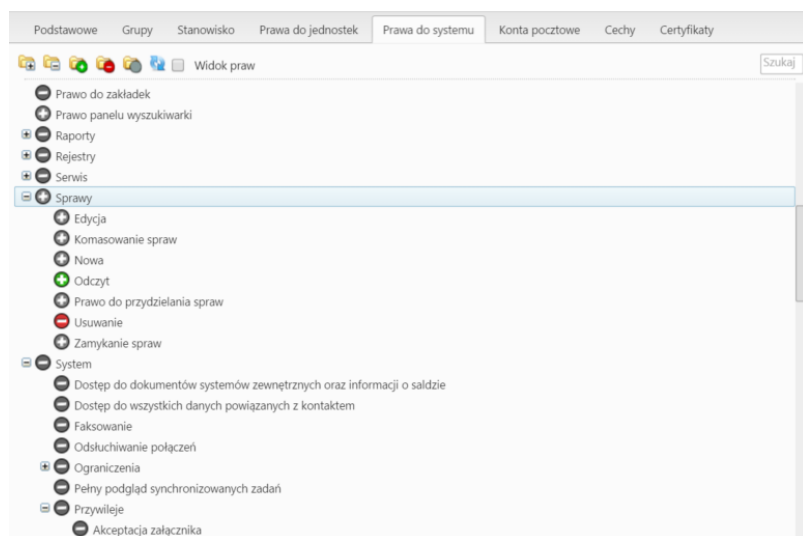 Podstawowe Grupy Stanowisko Prawa do jednostek Prawa do systemu Konta pocztowe Cechy Certyfikaty
Widok praw Szukaj
Prawo do zakładek
Prawo panelu wyszukiwarki
Raporty
Rejestry
Serwis
Sprawy
Edycja
Komasowanie spraw
Nowa
Odczyt
Prawo do przydzielania spraw
Usuwanie
Zamykanie spraw
System
Dostęp do dokumentów systemów zewnętrznych oraz informacji o saldzie
Dostęp do wszystkich danych powiązanych z kontaktem
Faksowanie
Odsłuchiwanie połączeń
Ograniczenia
Pełny podgląd synchronizowanych zadań
Przywileje
Akceptacja załącznika